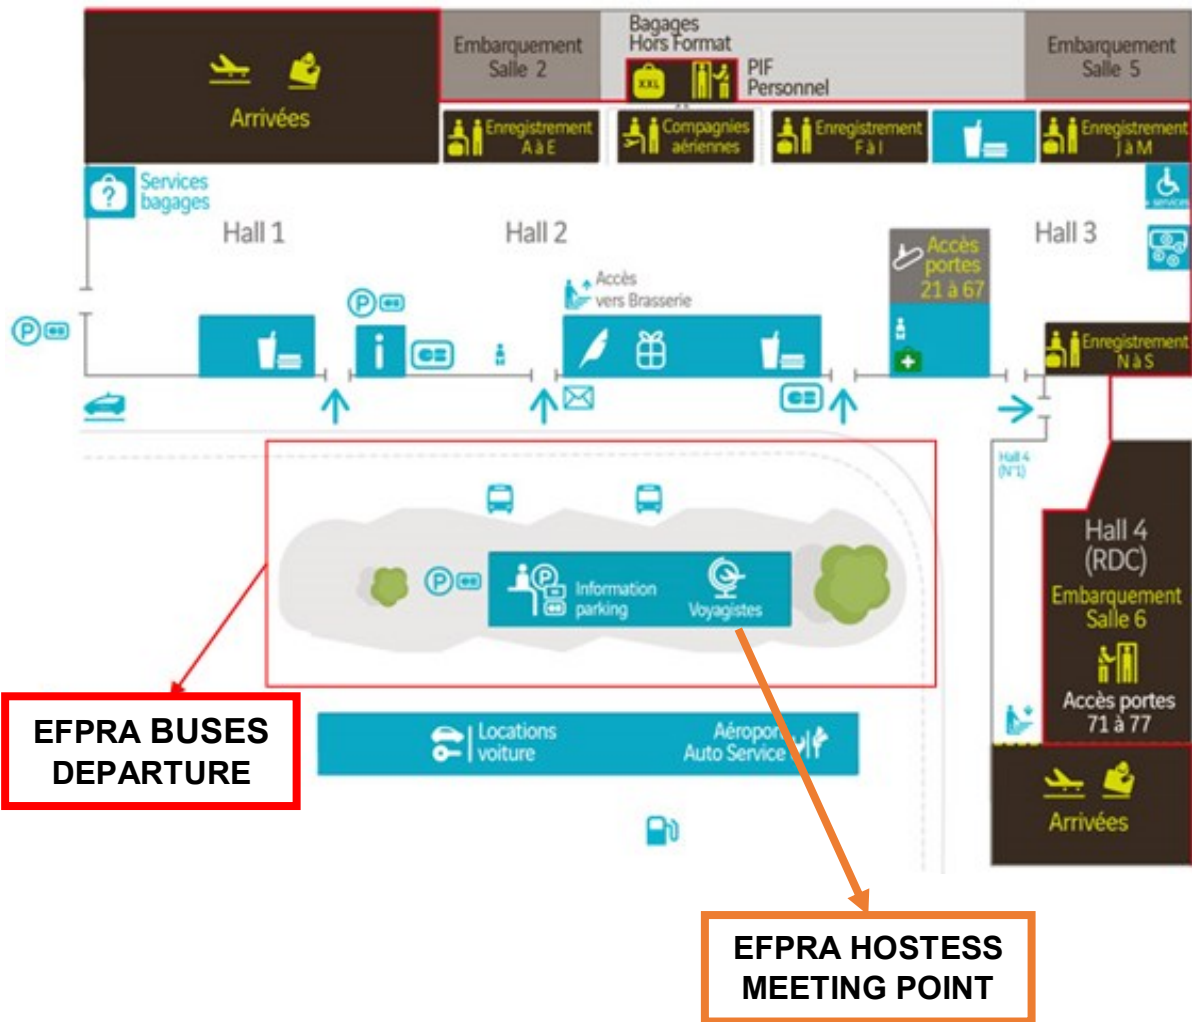 Bagages
Hors Format
Embarquement
Salle 2
XXL
PIF
Personnel
Embarquement
Salle 5
Arrivées
Enregistrement
A à E
Compagnies
aériennes
Enregistrement
F à I
Enregistrement
J à M
Services
bagages
+ services
Hall 1
Hall 2
Hall 3
Accès
portes
21 à 67
Accès
vers Brasserie
P
P
i
Enregistrement
N à S
Hall 4
(N°1)
Hall 4
(RDC)
P
P
Information
parking
Voyagistes
Embarquement
Salle 6
Accès portes
71 à 77
EFPRA BUSES
DEPARTURE
Locations
voiture
Aéroport
Auto Service
Arrivées
EFPRA HOSTESS
MEETING POINT